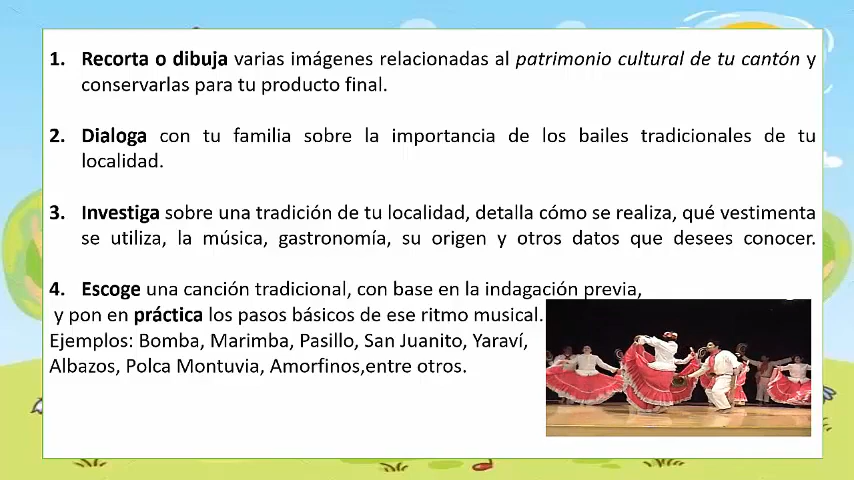 1. Recorta o dibuja varias imágenes relacionadas al patrimonio cultural de tu cantón y
conservarlas para tu producto final.
2. Dialoga con tu familia sobre la importancia de los bailes tradicionales de tu
localidad.
3. Investiga sobre una tradición de tu localidad, detalla cómo se realiza, qué vestimenta
se utiliza, la música, gastronomía, su origen y otros datos que desees conocer.
4. Escoge una canción tradicional, con base en la indagación previa,
y pon en práctica los pasos básicos de ese ritmo musical.
Ejemplos: Bomba, Marimba, Pasillo, San Juanito, Yaraví,
Albazos, Polca Montuvia, Amorfinos,entre otros.